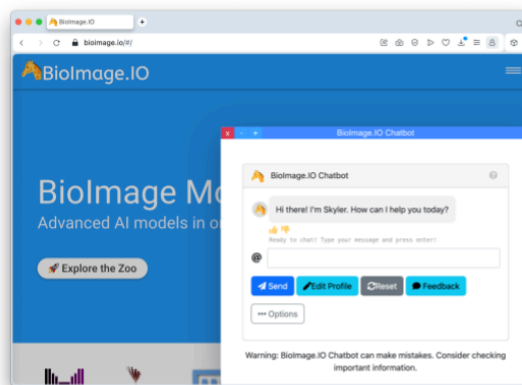 BioImage.IO
bioimage.io/#/
BioImage.IO
BioImage Mo
Advanced AI models in o
🚀 Explore the Zoo
x - +
BioImage.IO Chatbot
BioImage.IO Chatbot
Hi there! I'm Skyler. How can I help you today?
👍 👎
Ready to chat! Type your message and press enter!
@
Send
Edit Profile
Reset
Feedback
••• Options
Warning: BioImage.IO Chatbot can make mistakes. Consider checking
important information.